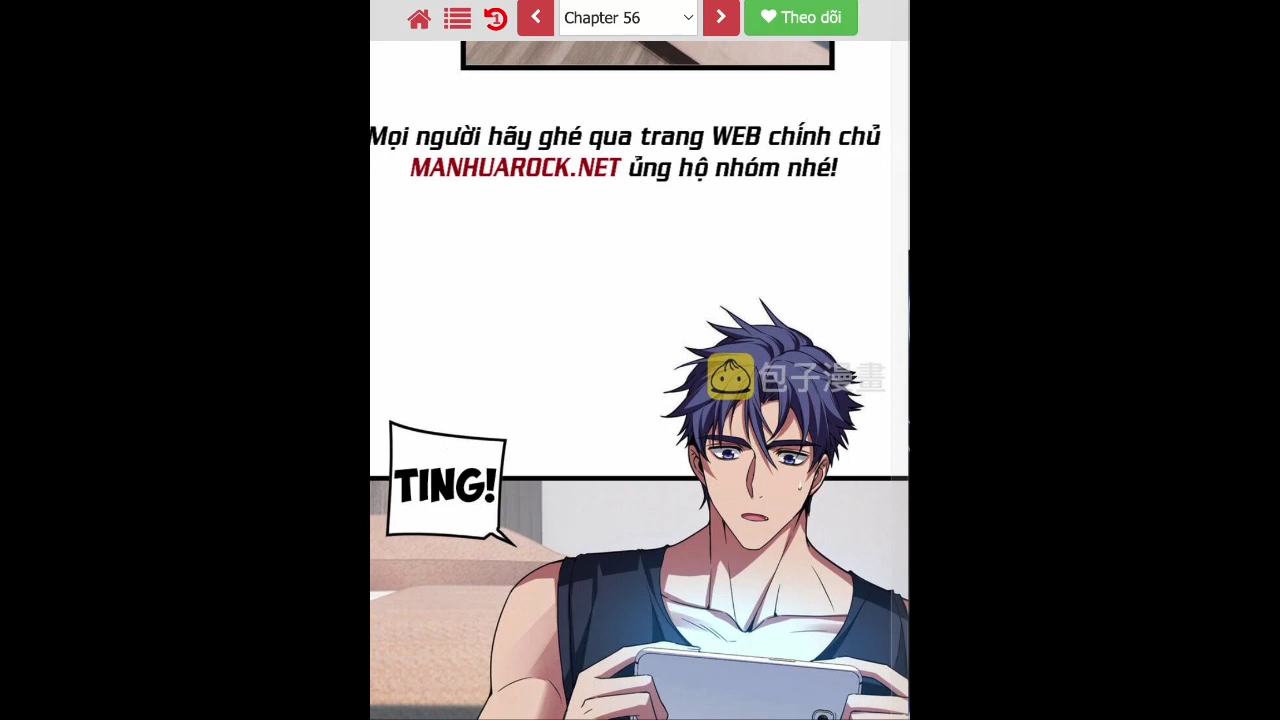 1
Chapter 56
Theo dõi
Mọi người hãy ghé qua trang WEB chính chủ
MANHUAROCK.NET ủng hộ nhóm nhé!
包子漫畫
TING!